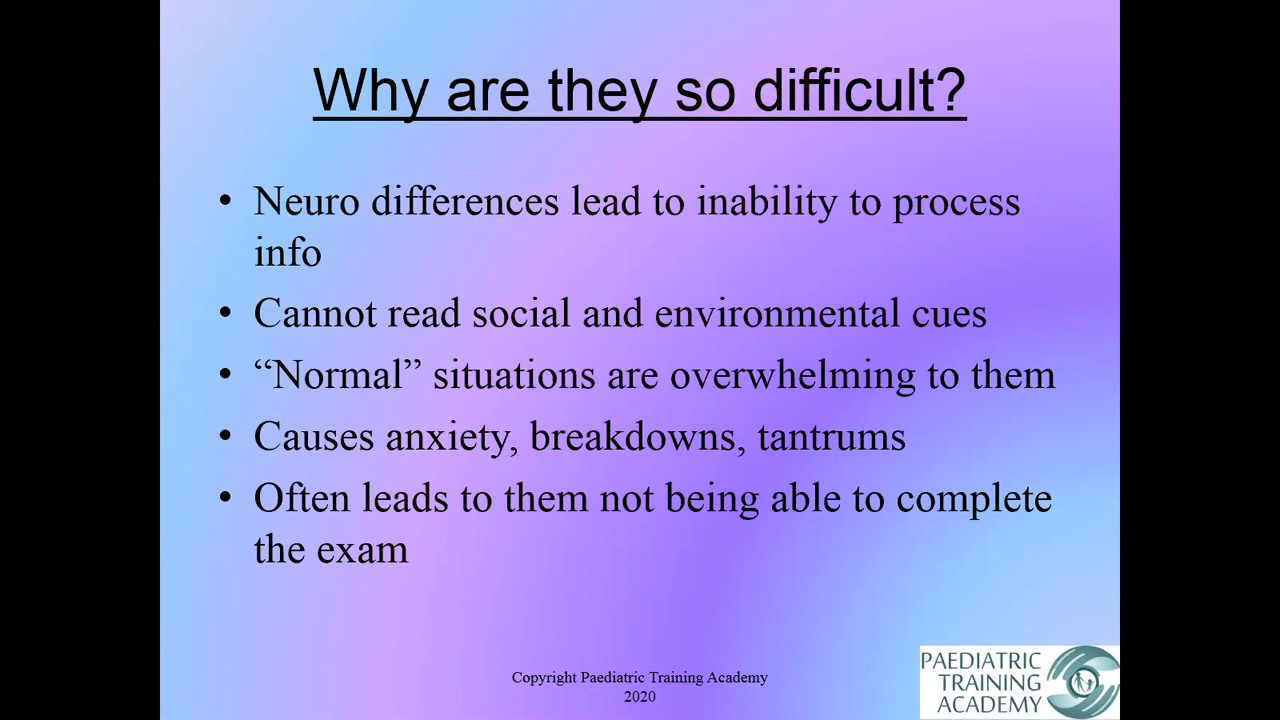 Why are they so difficult?
• Neuro differences lead to inability to process
info
• Cannot read social and environmental cues
• “Normal” situations are overwhelming to them
• Causes anxiety, breakdowns, tantrums
• Often leads to them not being able to complete
the exam
Copyright Paediatric Training Academy
2020
PAEDIATRIC
TRAINING
ACADEMY